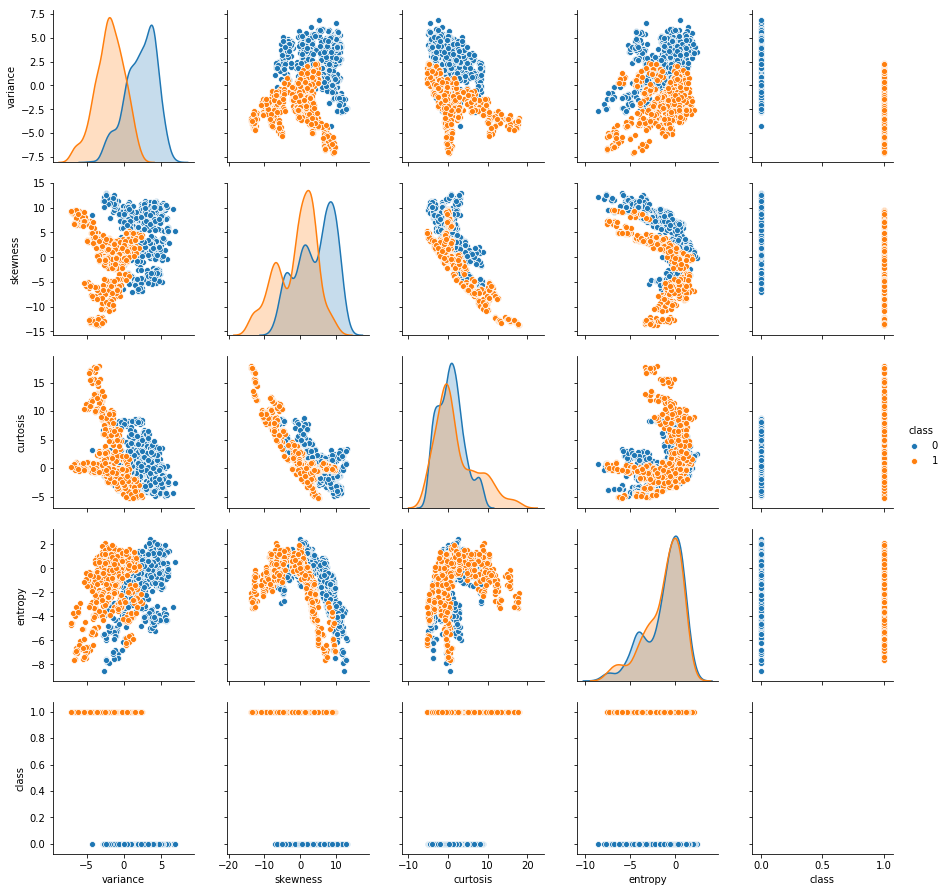 7.5
5.0
2.5
0.0
−2.5
−5.0
−7.5
variance
15
10
5
0
−5
−10
−15
skewness
15
10
5
0
−5
curtosis
class
0
1
2
0
−2
−4
−6
−8
entropy
1.0
0.8
0.6
0.4
0.2
0.0
class
−5 0 5
variance
−20 −10 0 10
skewness
−10 0 10 20
curtosis
−10 −5 0
entropy
0.0 0.5 1.0
class